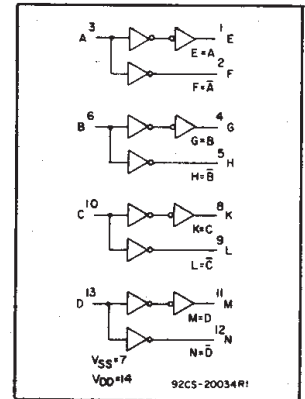 3 1
A E
E=A
2
F
F=A̅
6 4
B G
G=B
5
H
H=B̅
10 8
C K
K=C
9
L
L=C̅
13 11
D M
M=D
12
N
N=D̅
VSS=7
VDD=14
92CS-20034R1